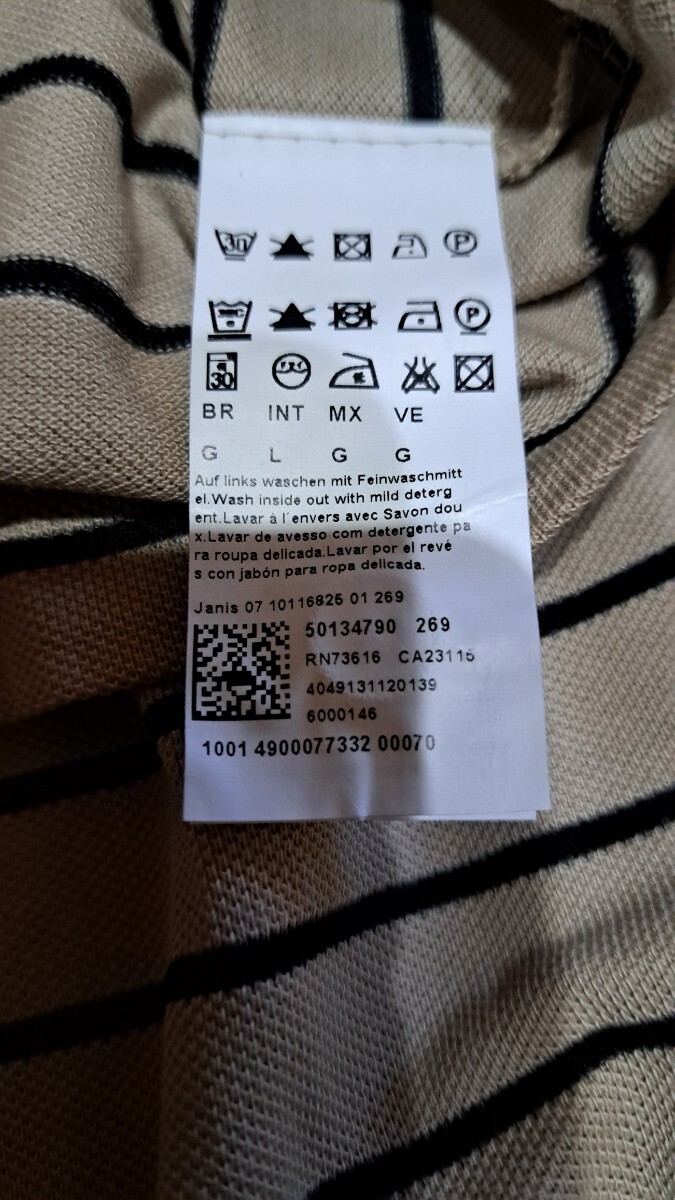 30
P
P
30
BR INT MX VE
G L G G
Auf links waschen mit Feinwaschmitt
el.Wash inside out with mild deterg
ent.Lavar à l´envers avec Savon dou
x.Lavar de avesso com detergente pa
ra roupa delicada.Lavar por el revé
s con jabón para ropa delicada.
Janis 07 10116825 01 269
50134790 269
RN73616 CA23115
4049131120139
6000146
1001 4900077332 00070